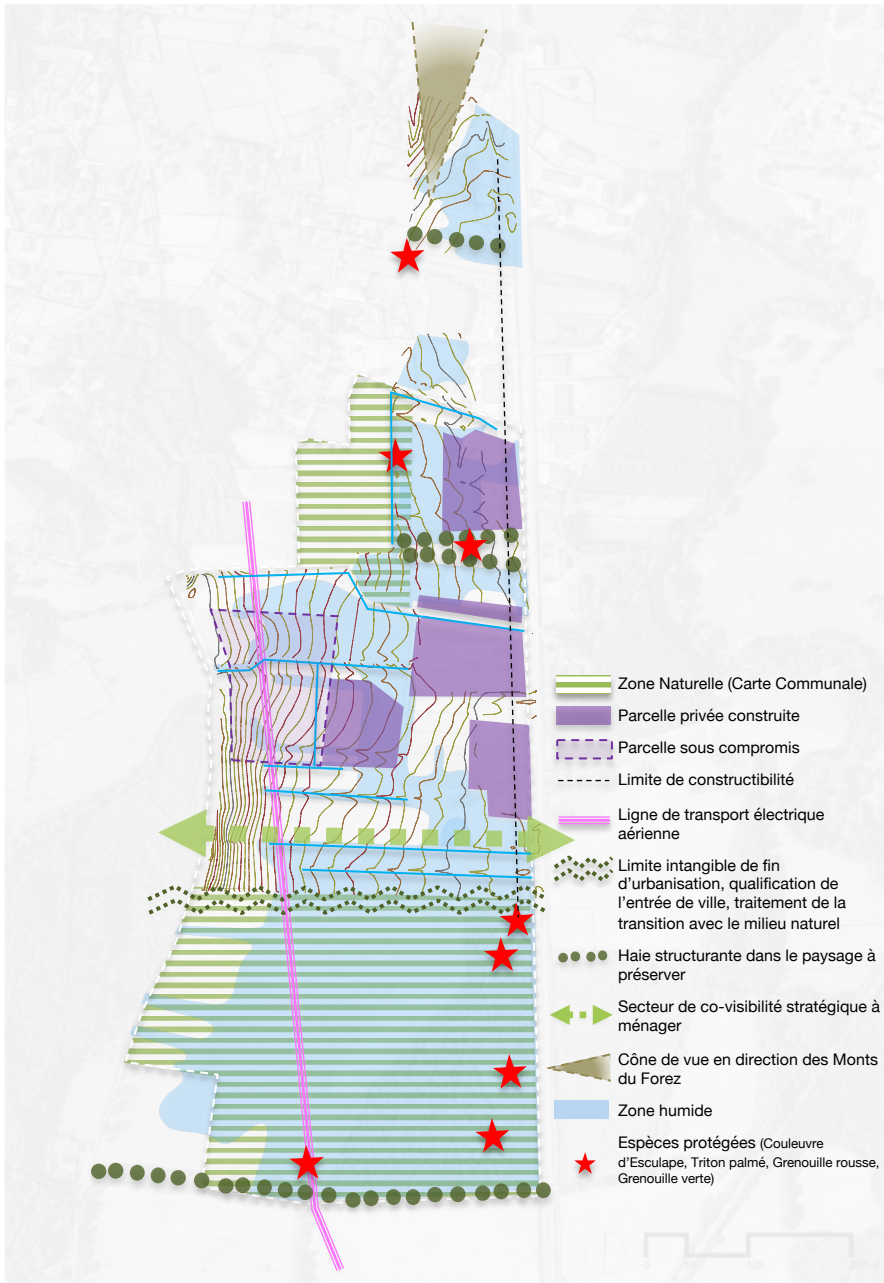 Zone Naturelle (Carte Communale)
Parcelle privée construite
Parcelle sous compromis
Limite de constructibilité
Ligne de transport électrique
aérienne
Limite intangible de fin
d'urbanisation, qualification de
l'entrée de ville, traitement de la
transition avec le milieu naturel
Haie structurante dans le paysage à
préserver
Secteur de co-visibilité stratégique à
ménager
Cône de vue en direction des Monts
du Forez
Zone humide
Espèces protégées (Couleuvre
d'Esculape, Triton palmé, Grenouille rousse,
Grenouille verte)
0
125